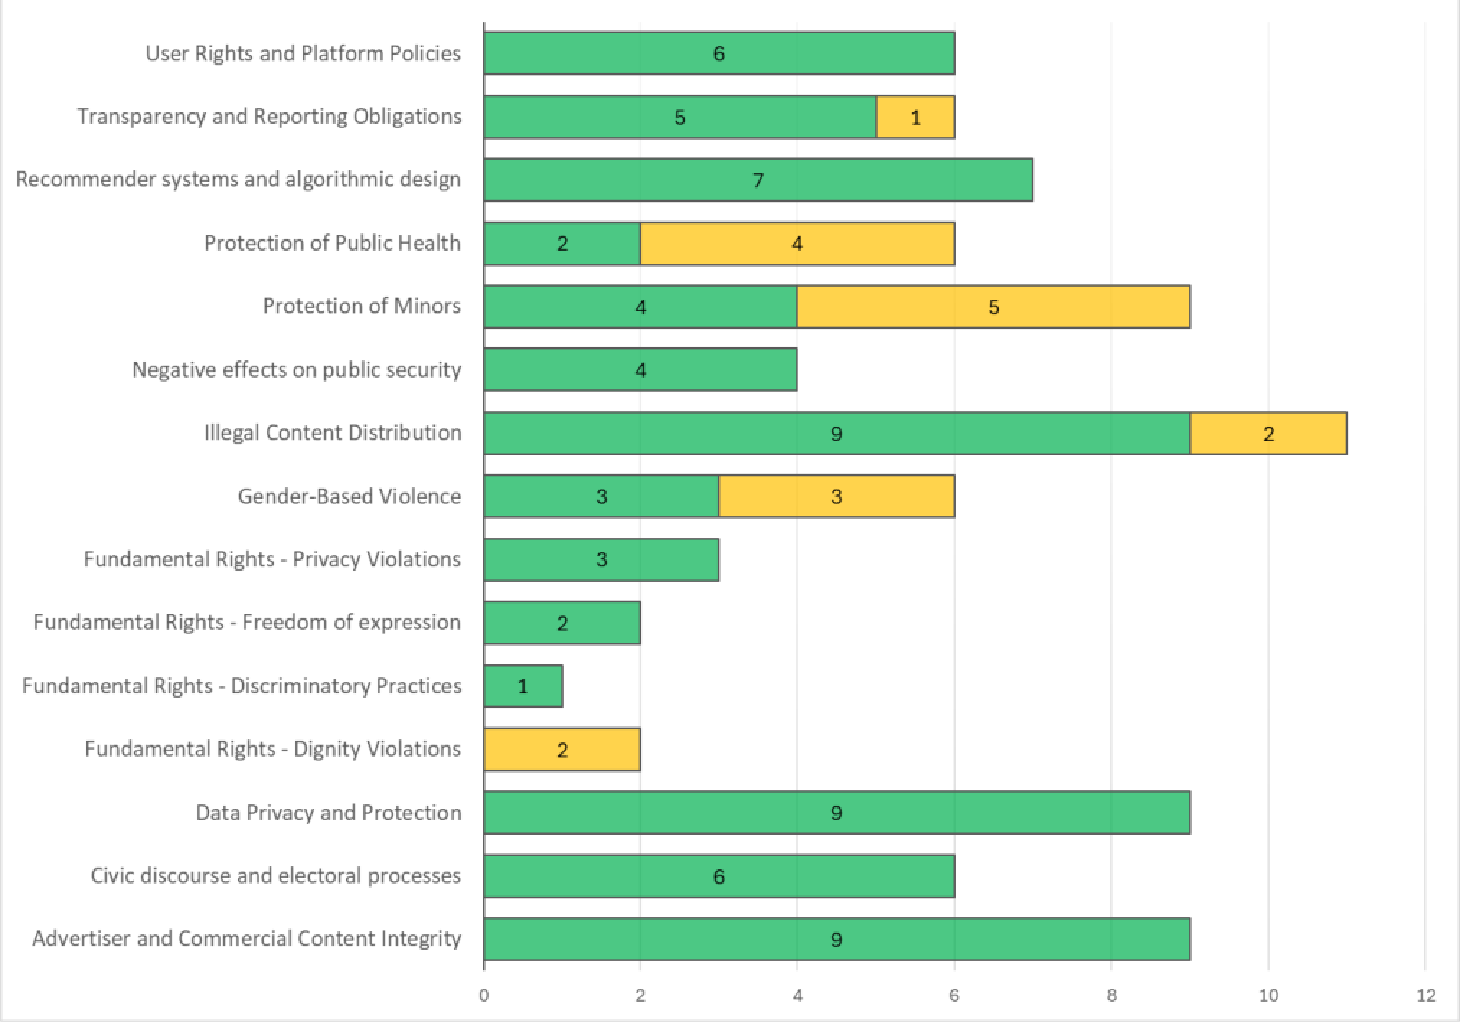 User Rights and Platform Policies 6
Transparency and Reporting Obligations 5 1
Recommender systems and algorithmic design 7
Protection of Public Health 2 4
Protection of Minors 4 5
Negative effects on public security 4
Illegal Content Distribution 9 2
Gender-Based Violence 3 3
Fundamental Rights - Privacy Violations 3
Fundamental Rights - Freedom of expression 2
Fundamental Rights - Discriminatory Practices 1
Fundamental Rights - Dignity Violations 2
Data Privacy and Protection 9
Civic discourse and electoral processes 6
Advertiser and Commercial Content Integrity 9
0 2 4 6 8 10 12